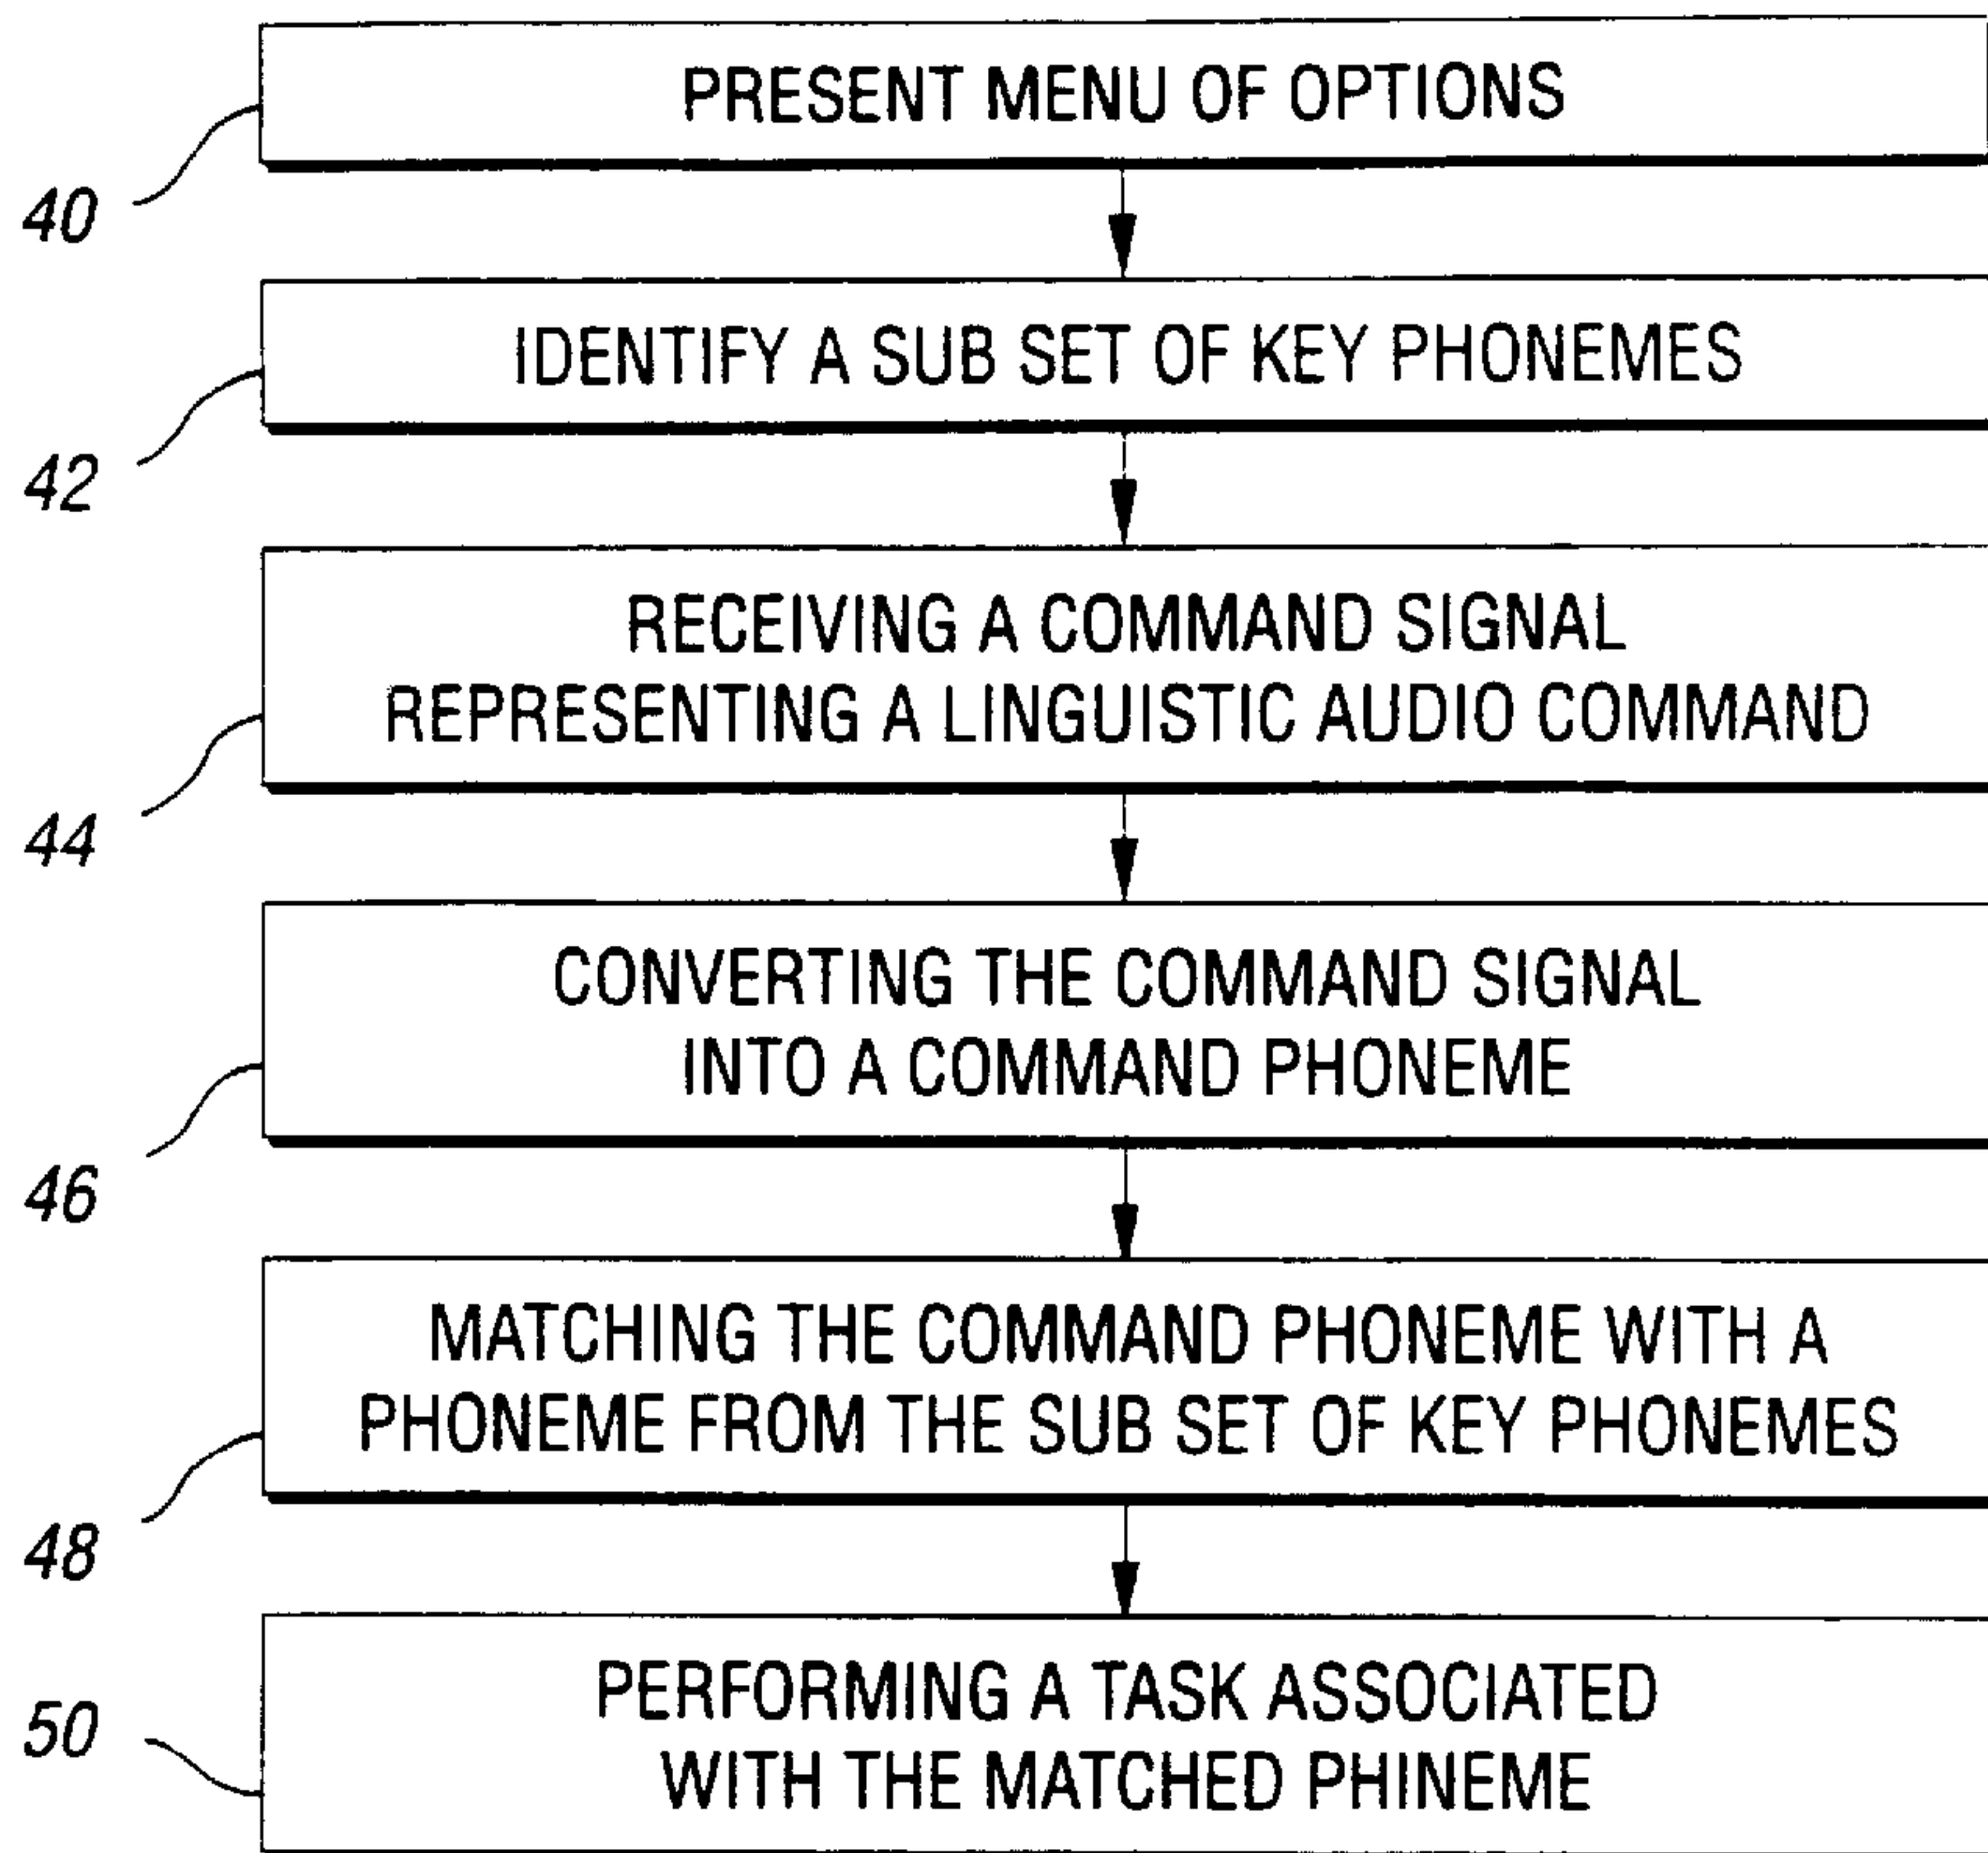 PRESENT MENU OF OPTIONS
40
IDENTIFY A SUB SET OF KEY PHONEMES
42
RECEIVING A COMMAND SIGNAL
REPRESENTING A LINGUISTIC AUDIO COMMAND
44
CONVERTING THE COMMAND SIGNAL
INTO A COMMAND PHONEME
46
MATCHING THE COMMAND PHONEME WITH A
PHONEME FROM THE SUB SET OF KEY PHONEMES
48
PERFORMING A TASK ASSOCIATED
WITH THE MATCHED PHINEME
50